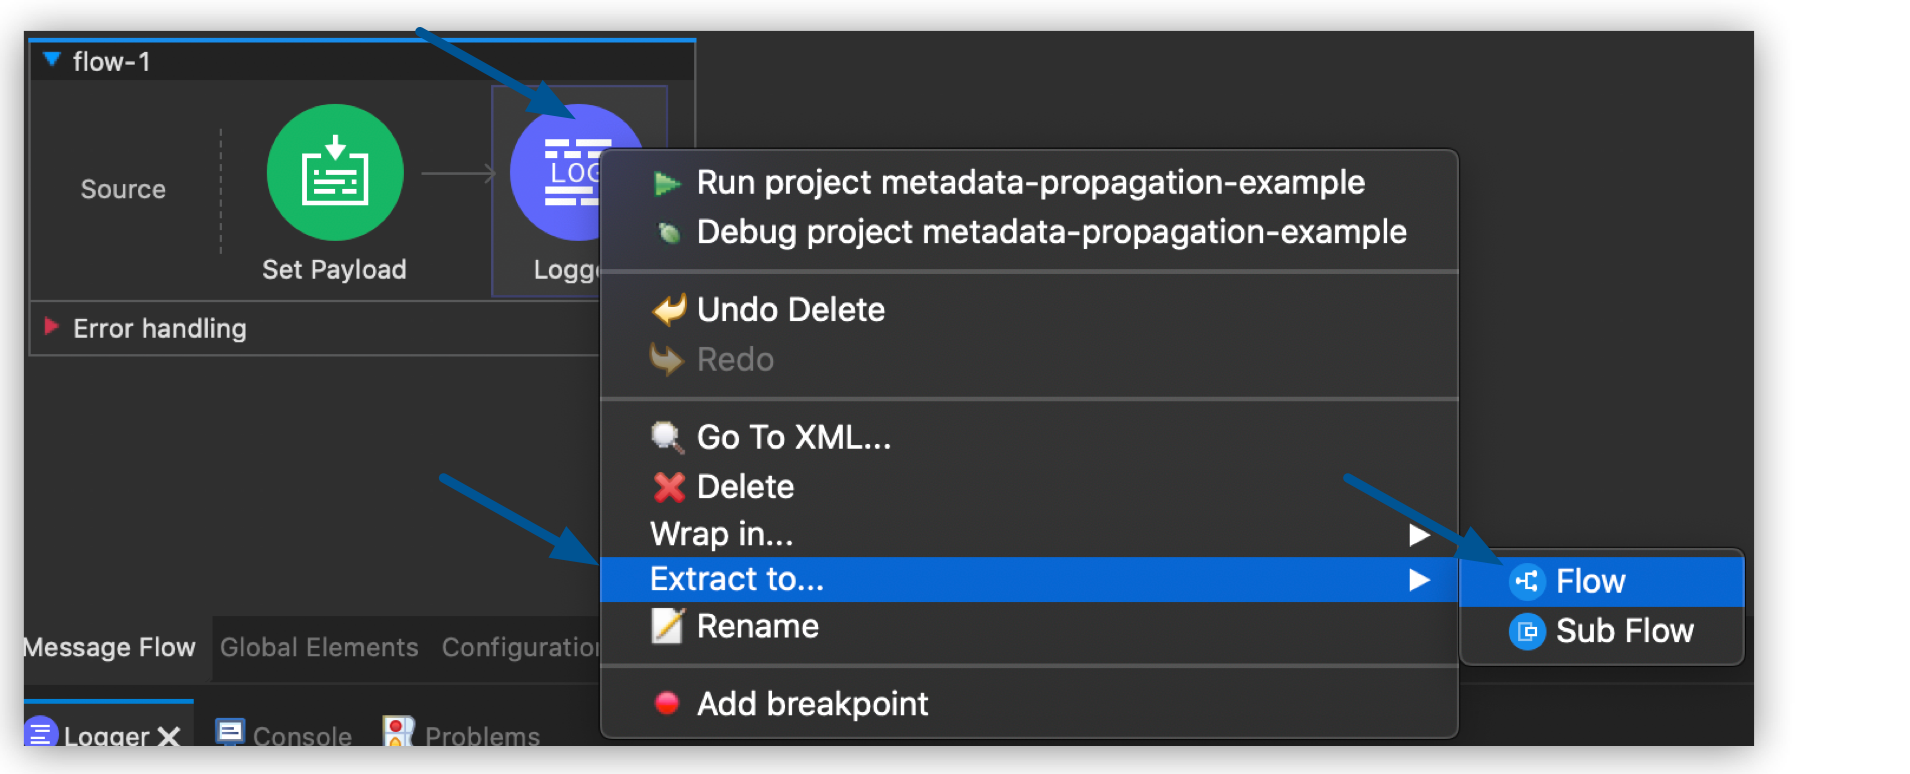 flow-1
Source
Set Payload
LOG
Logge
Error handling
Run project metadata-propagation-example
Debug project metadata-propagation-example
Undo Delete
Redo
Go To XML...
Delete
Wrap in...
Extract to...
Rename
Add breakpoint
Flow
Sub Flow
Message Flow Global Elements Configuration
Logger Console Problems